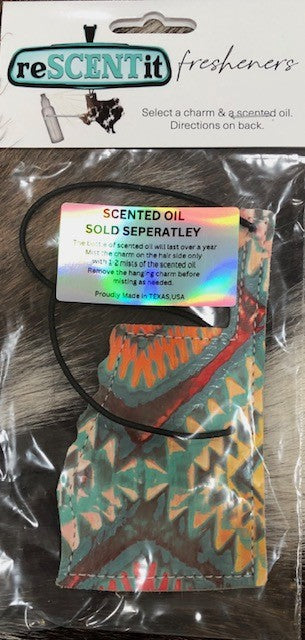 reSCENTit fresheners
Select a charm & a scented oil.
Directions on back.
SCENTED OIL
SOLD SEPERATLEY
The bottle of scented oil will last over a year
Mist the charm on the hair side only
with 1-2 mists of the scented oil
Remove the hanging charm before
misting as needed.
Proudly Made in TEXAS,USA